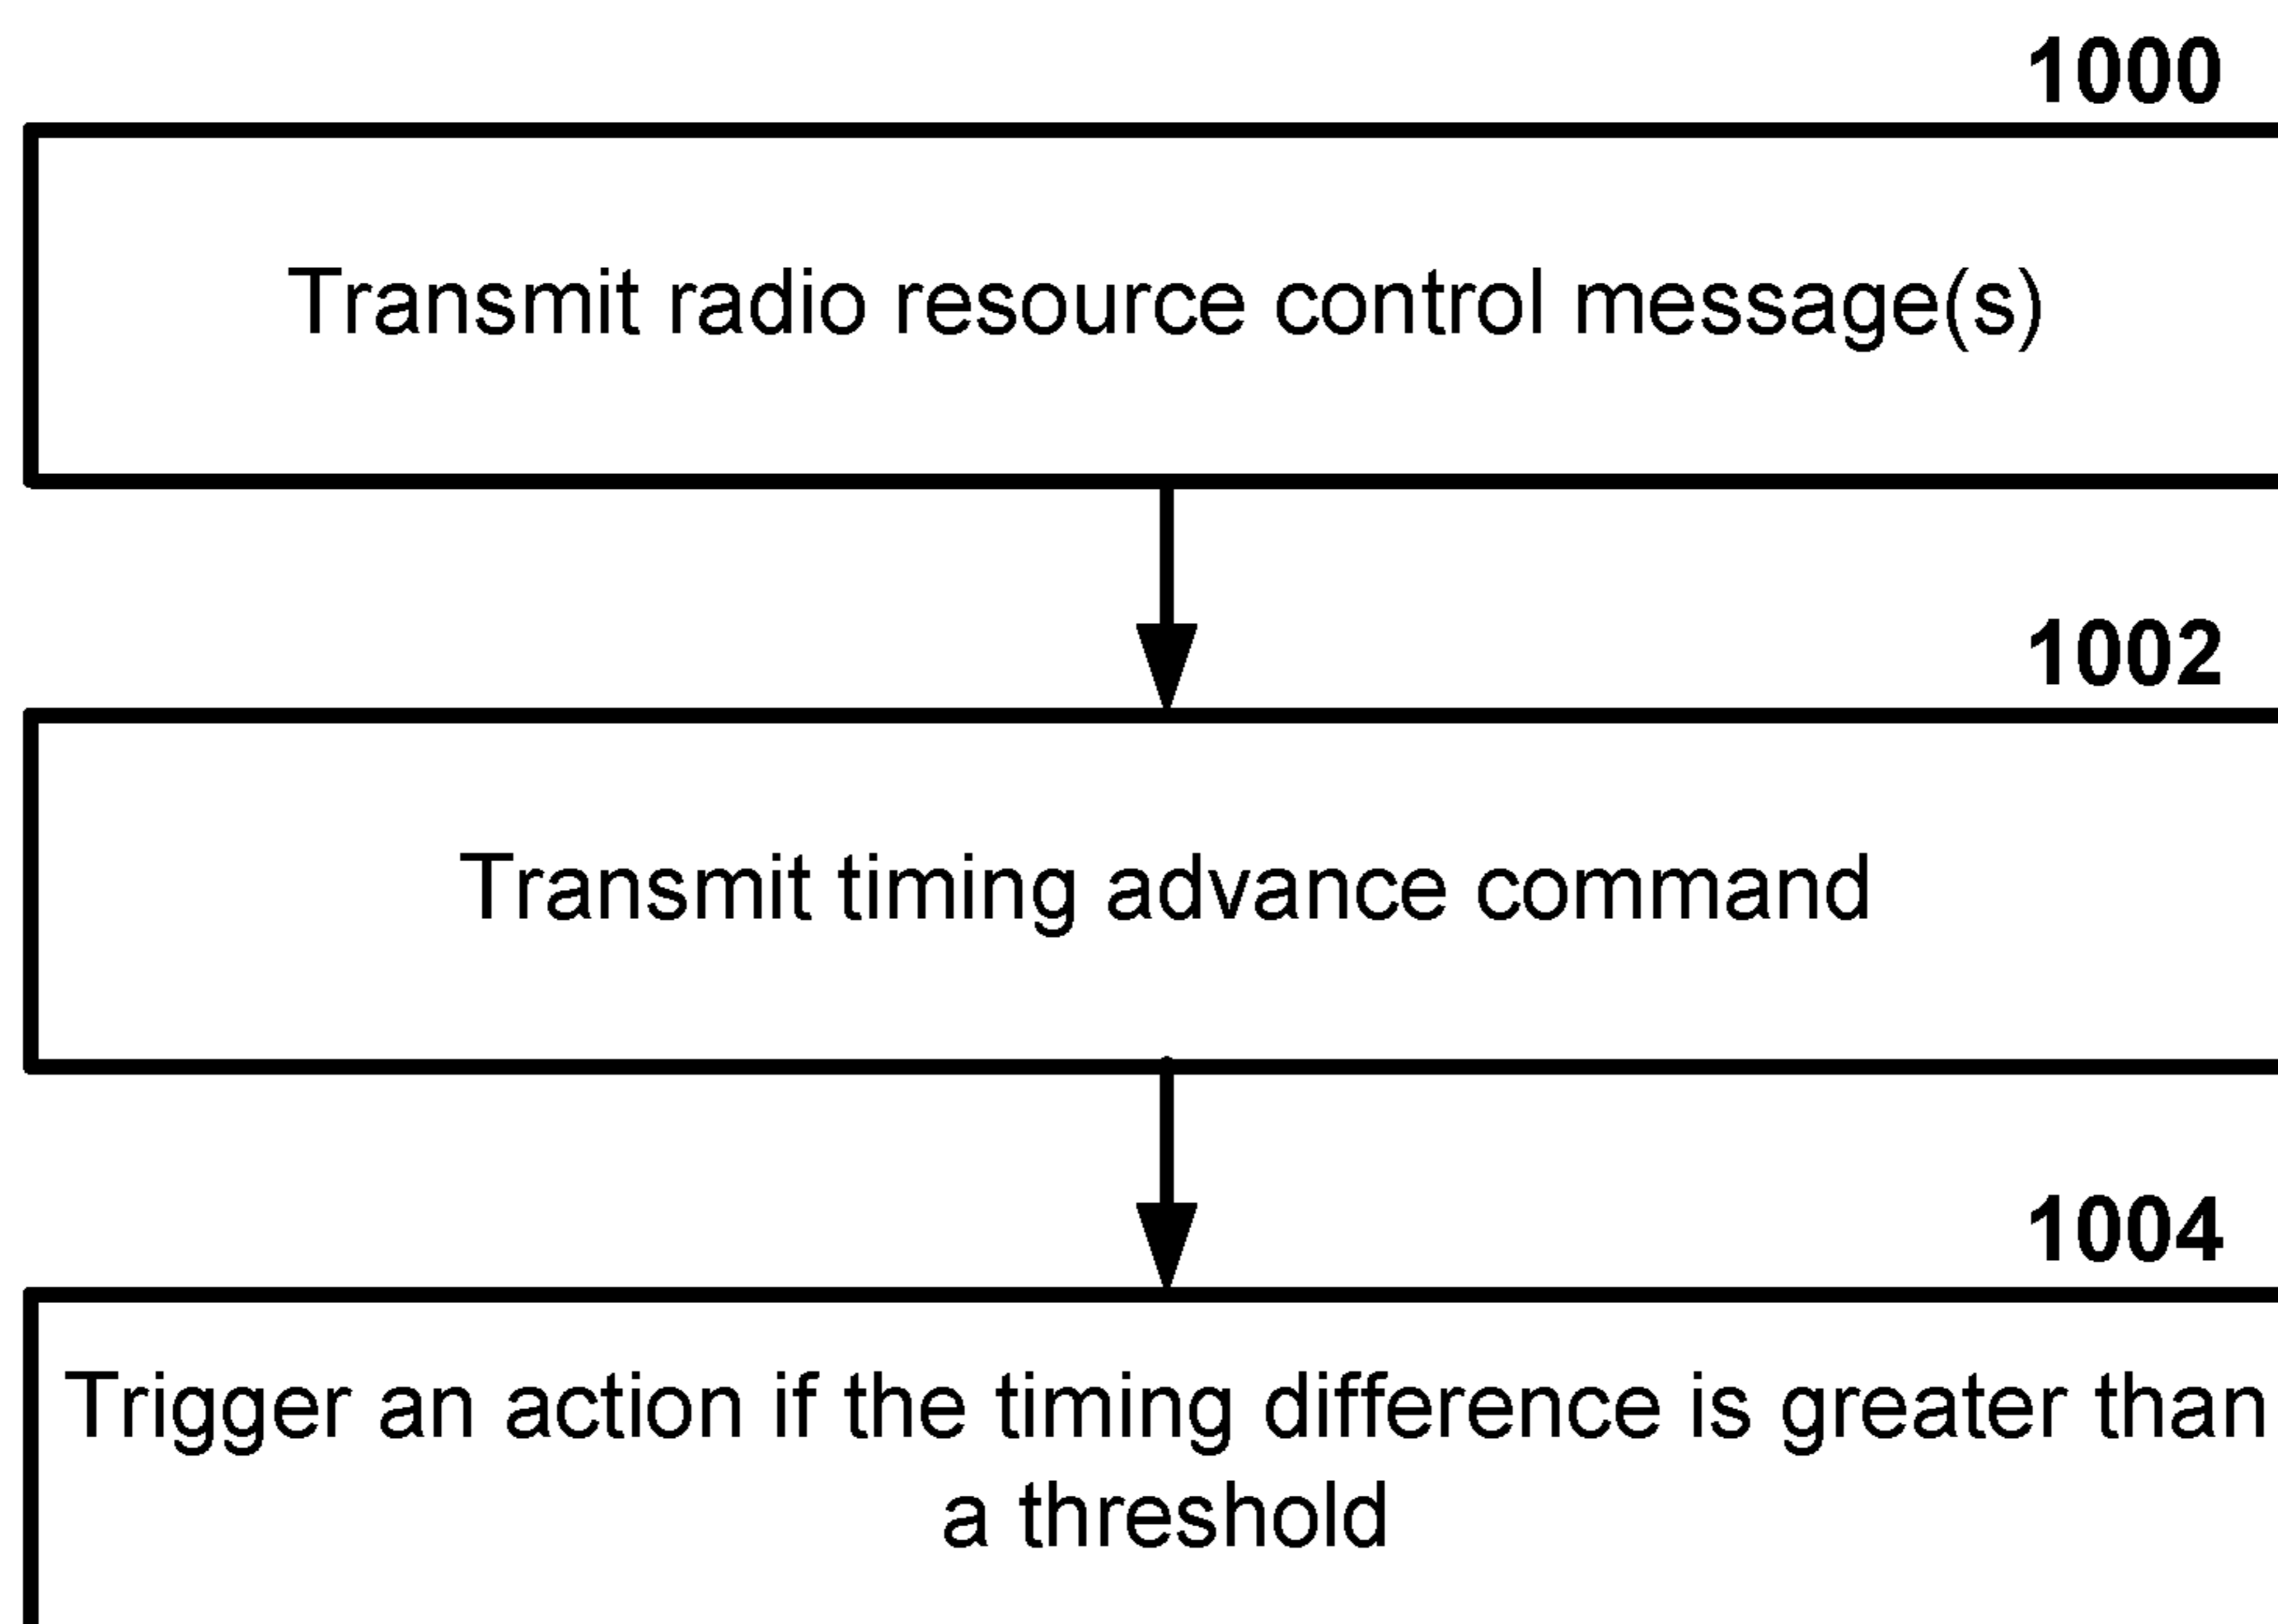 1000
Transmit radio resource control message(s)
1002
Transmit timing advance command
1004
Trigger an action if the timing difference is greater than
a threshold